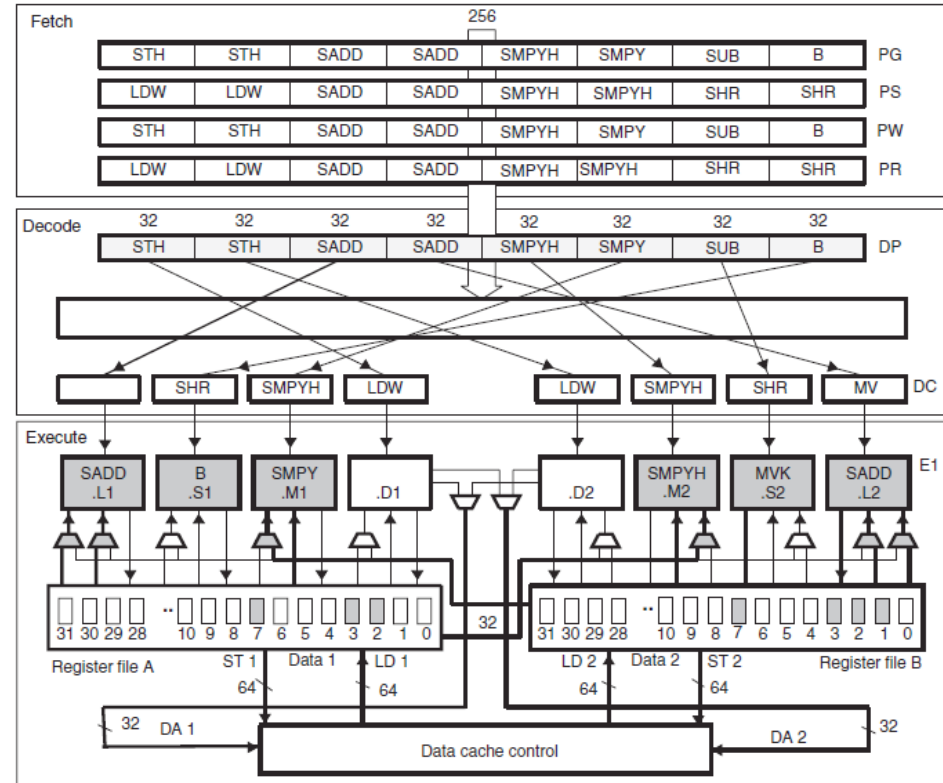 Fetch
256
STH STH SADD SADD SMPYH SMPY SUB B PG
LDW LDW SADD SADD SMPYH SMPYH SHR SHR PS
STH STH SADD SADD SMPYH SMPY SUB B PW
LDW LDW SADD SADD SMPYH SMPYH SHR SHR PR
Decode
32 32 32 32 32 32 32 32
STH STH SADD SADD SMPYH SMPY SUB B DP
SHR SMPYH LDW LDW SMPYH SHR MV DC
Execute
SADD B SMPY SMPYH MVK SADD E1
.L1 .S1 .M1 .D1 .D2 .M2 .S2 .L2
31 30 29 28 .. 10 9 8 7 6 5 4 3 2 1 0
32
31 30 29 28 .. 10 9 8 7 6 5 4 3 2 1 0
Register file A ST 1 Data 1 LD 1 LD 2 Data 2 ST 2 Register file B
64 64 64 64
32 DA 1 DA 2 32
Data cache control